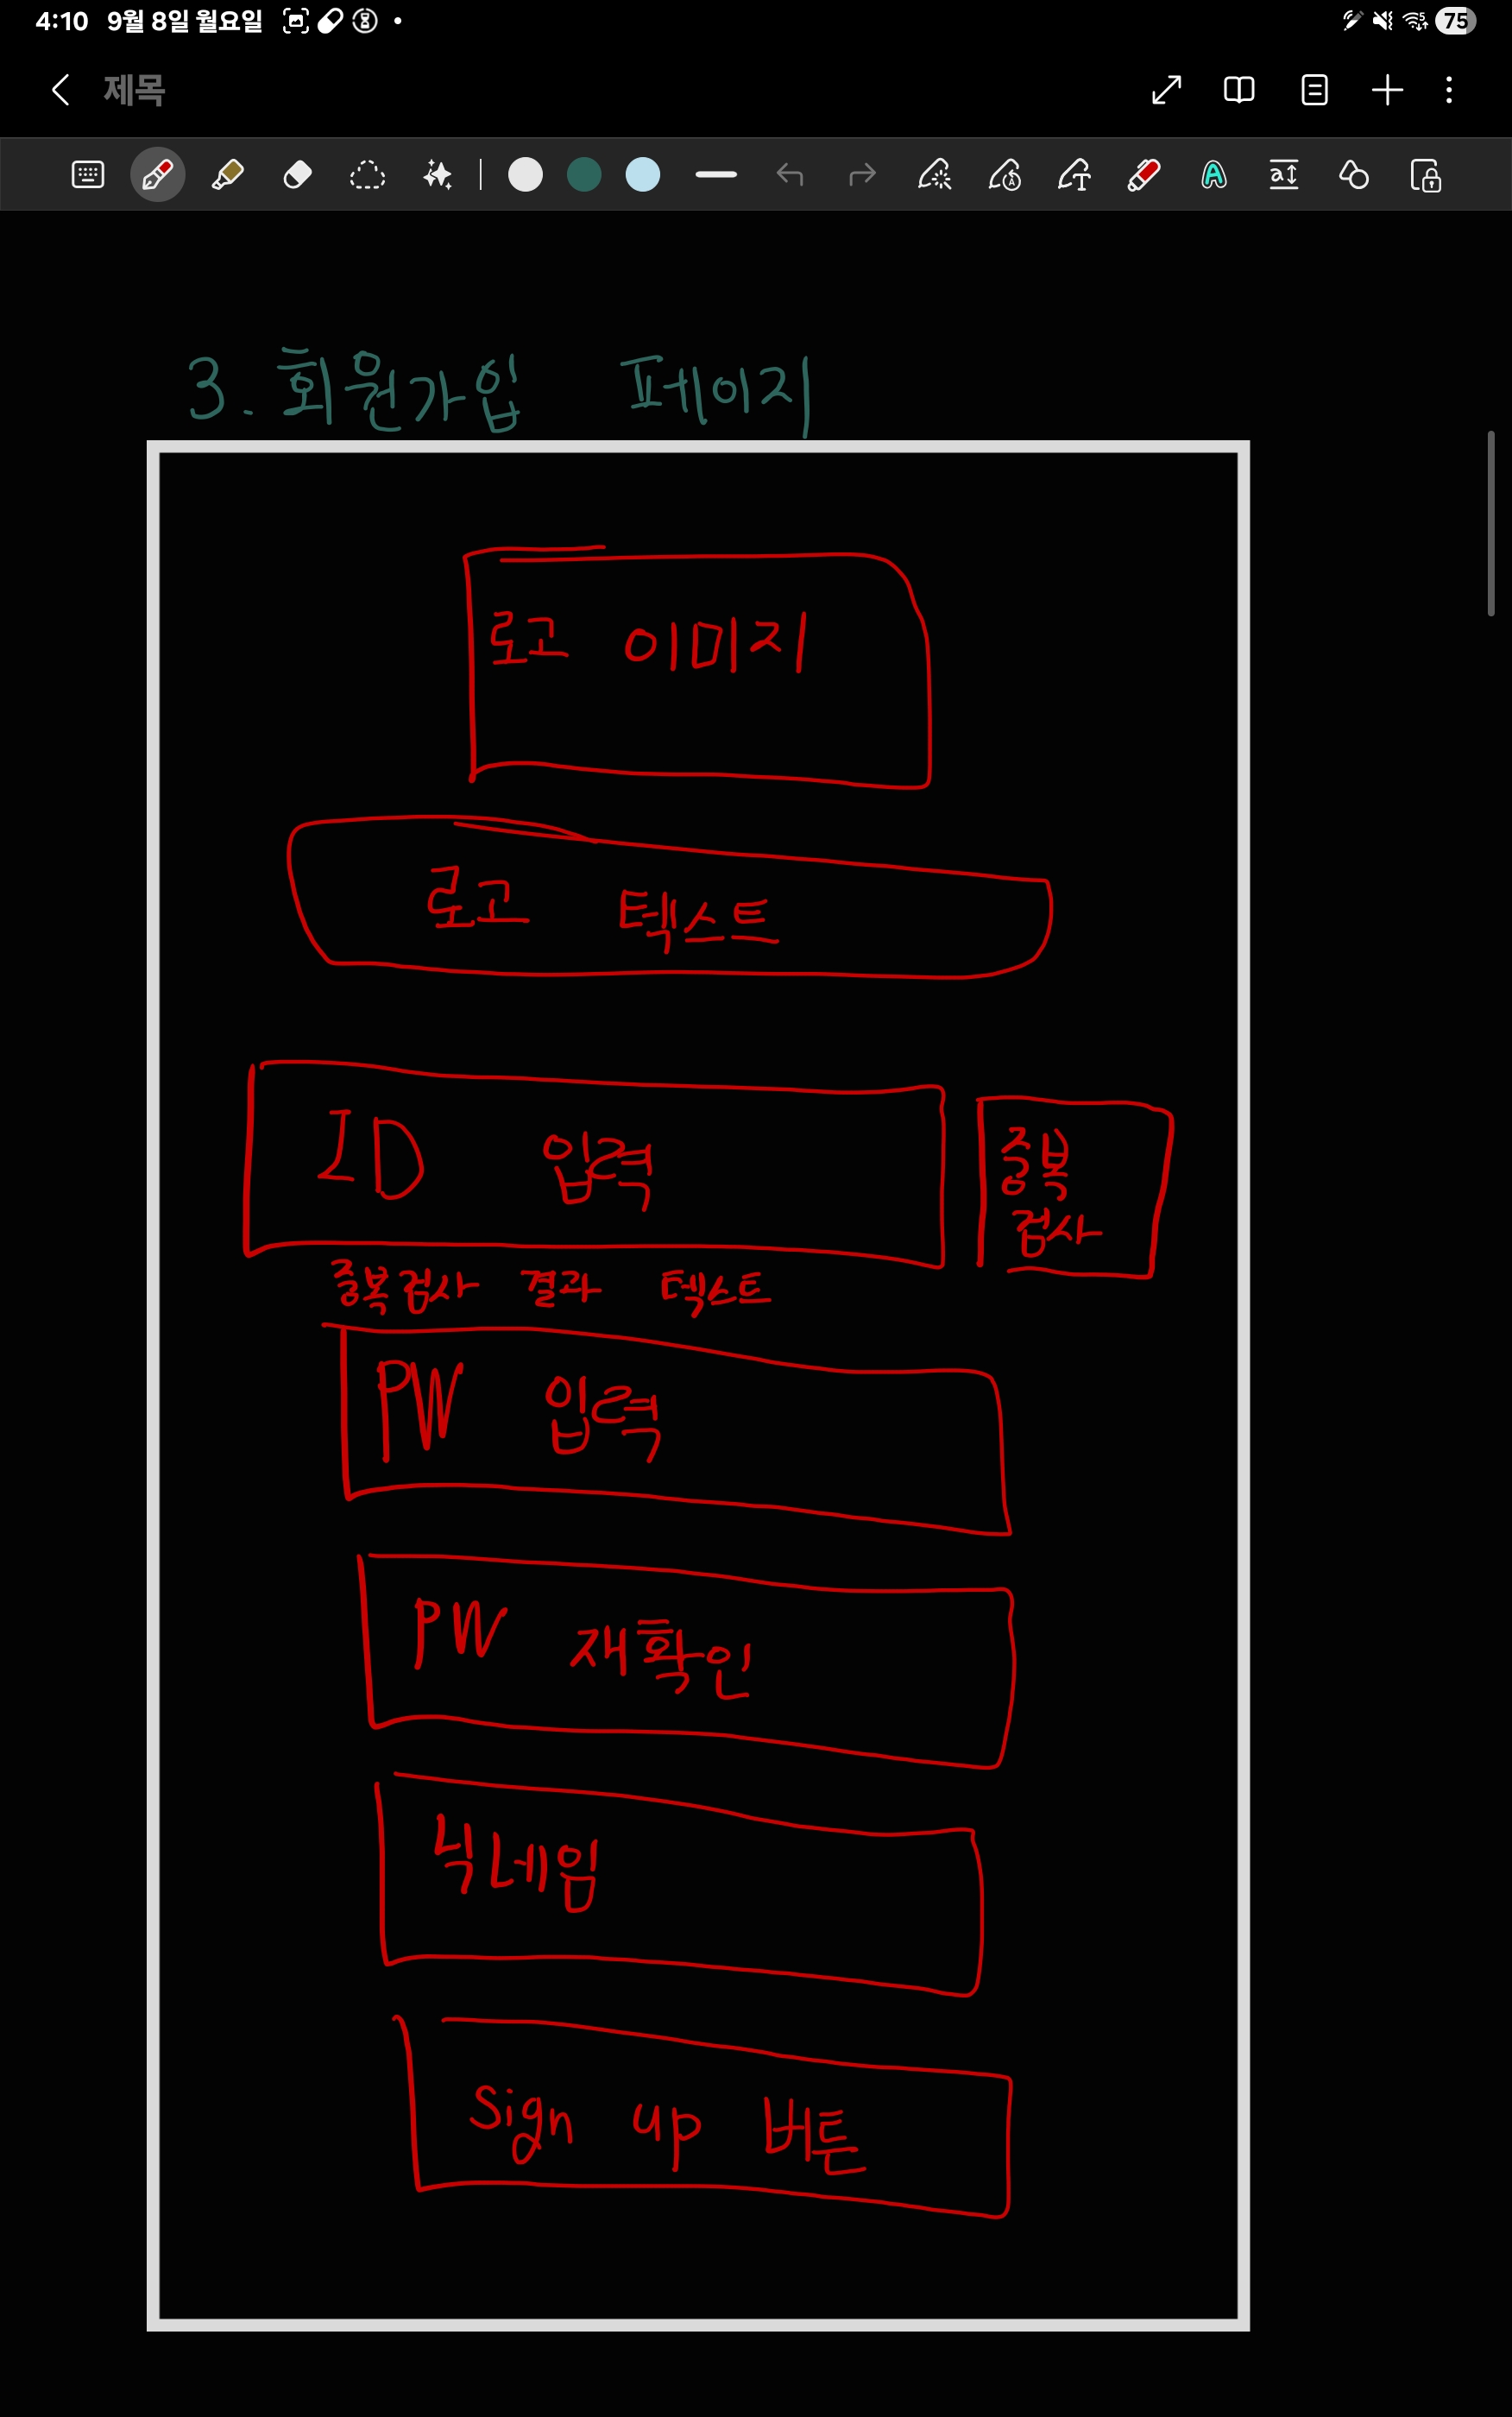 4:10 9월 8일 월요일
75
제목
3. 회원가입 페이지
로고 이미지
로고 텍스트
ID 입력
중복
검사
중복검사 결과 텍스트
PW 입력
PW 재확인
닉네임
Sign up 버튼